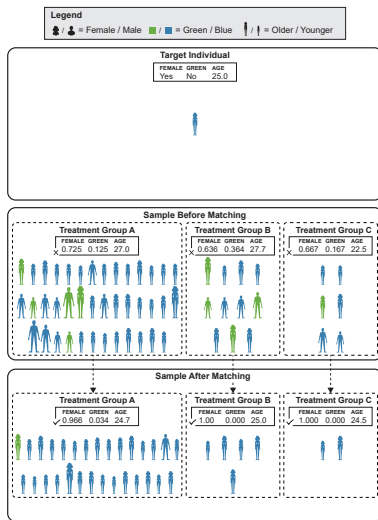 Legend
/ = Female / Male / = Green / Blue / = Older / Younger
Target Individual
FEMALE GREEN AGE
Yes No 25.0
Sample Before Matching
Treatment Group A
FEMALE GREEN AGE
0.725 0.125 27.0
Treatment Group B
FEMALE GREEN AGE
0.636 0.364 27.7
Treatment Group C
FEMALE GREEN AGE
0.667 0.167 22.5
Sample After Matching
Treatment Group A
FEMALE GREEN AGE
0.966 0.034 24.7
Treatment Group B
FEMALE GREEN AGE
1.00 0.000 25.0
Treatment Group C
FEMALE GREEN AGE
1.000 0.000 24.5